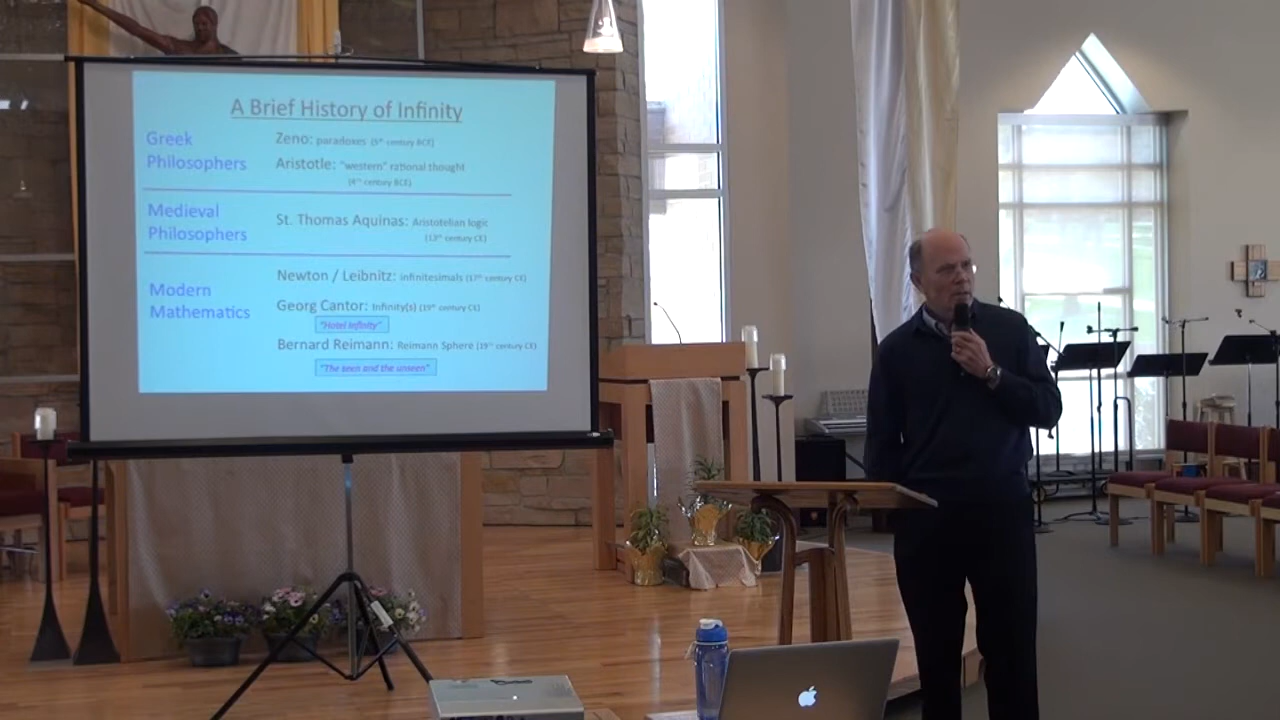 A Brief History of Infinity
Greek
Philosophers
Zeno: paradoxes (5th century BCE)
Aristotle: "western" rational thought
(4th century BCE)
Medieval
Philosophers
St. Thomas Aquinas: Aristotelian logic
(13th century CE)
Modern
Mathematics
Newton / Leibnitz: infinitesimals (17th century CE)
Georg Cantor: Infinity(s) (19th century CE)
"Hotel Infinity"
Bernard Reimann: Reimann Sphere (19th century CE)
"The seen and the unseen"